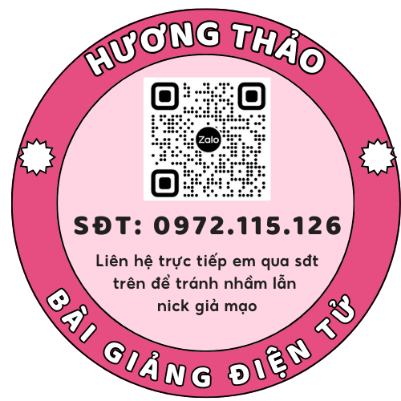 HƯƠNG THẢO
Zalo
SĐT: 0972.115.126
Liên hệ trực tiếp em qua sđt
trên để tránh nhầm lẫn
nick giả mạo
BÀI GIẢNG ĐIỆN TỬ